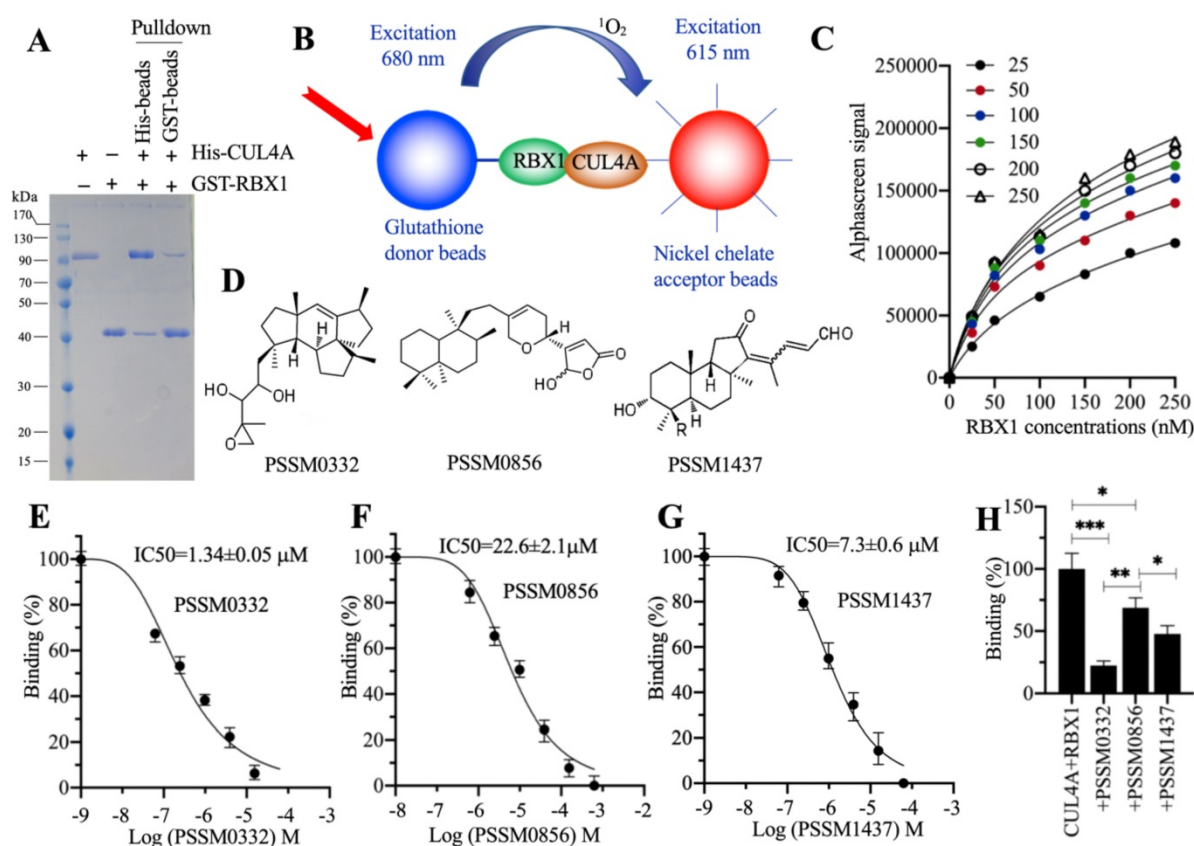 A
Pulldown
His-beads
GST-beads
+ − + + His-CUL4A
− + + + GST-RBX1
kDa
170
130
90
70
50
40
30
20
15
B
Excitation
680 nm
¹O₂
Excitation
615 nm
RBX1
CUL4A
Glutathione
donor beads
Nickel chelate
acceptor beads
C
Alphascreen signal
250000
200000
150000
100000
50000
0
25
50
100
150
200
250
0 50 100 150 200 250
RBX1 concentrations (nM)
D
H
HO
OH
O
PSSM0332
H
O
O
O
HO
PSSM0856
O
CHO
H
H
HO
R
PSSM1437
E
IC50=1.34±0.05 μM
PSSM0332
Binding (%)
120
100
80
60
40
20
0
-9 -8 -7 -6 -5 -4 -3
Log (PSSM0332) M
F
IC50=22.6±2.1μM
PSSM0856
Binding (%)
120
100
80
60
40
20
0
-8 -7 -6 -5 -4 -3 -2
Log (PSSM0856) M
G
IC50=7.3±0.6 μM
PSSM1437
Binding (%)
120
100
80
60
40
20
0
-9 -8 -7 -6 -5 -4 -3
Log (PSSM1437) M
H
Binding (%)
150
100
50
0
*
***
**
*
CUL4A+RBX1
+PSSM0332
+PSSM0856
+PSSM1437